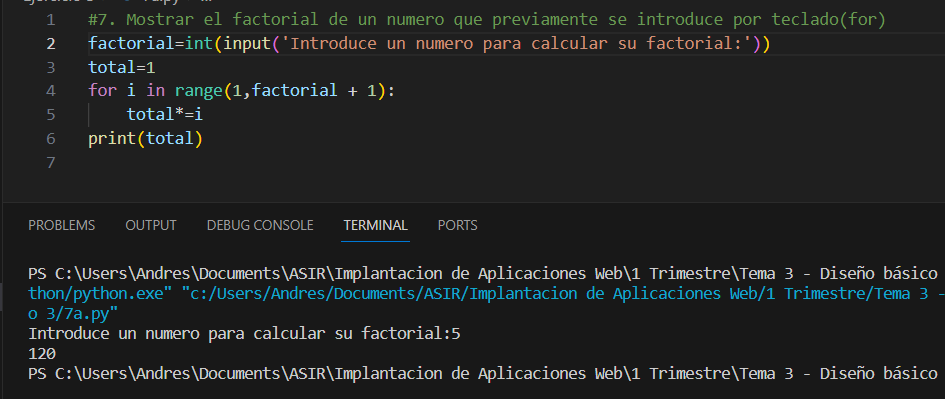 1 #7. Mostrar el factorial de un numero que previamente se introduce por teclado(for)
2 factorial=int(input('Introduce un numero para calcular su factorial:'))
3 total=1
4 for i in range(1,factorial + 1):
5     total*=i
6 print(total)
7
PROBLEMS OUTPUT DEBUG CONSOLE TERMINAL PORTS
PS C:\Users\Andres\Documents\ASIR\Implantacion de Aplicaciones Web\1 Trimestre\Tema 3 - Diseño básico
thon/python.exe" "c:/Users/Andres/Documents/ASIR/Implantacion de Aplicaciones Web/1 Trimestre/Tema 3 -
o 3/7a.py"
Introduce un numero para calcular su factorial:5
120
PS C:\Users\Andres\Documents\ASIR\Implantacion de Aplicaciones Web\1 Trimestre\Tema 3 - Diseño básico